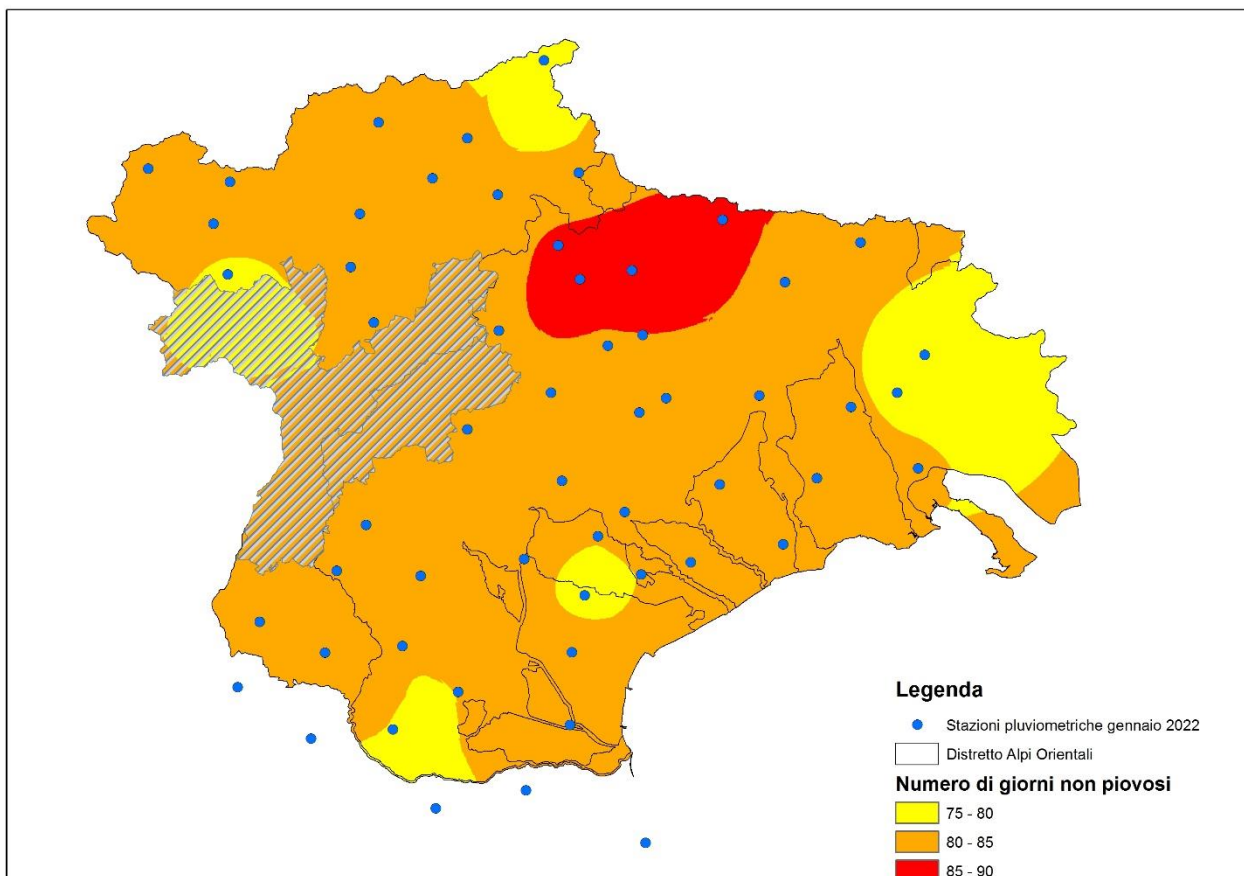 Legenda
Stazioni pluviometriche gennaio 2022
Distretto Alpi Orientali
Numero di giorni non piovosi
75 - 80
80 - 85
85 - 90